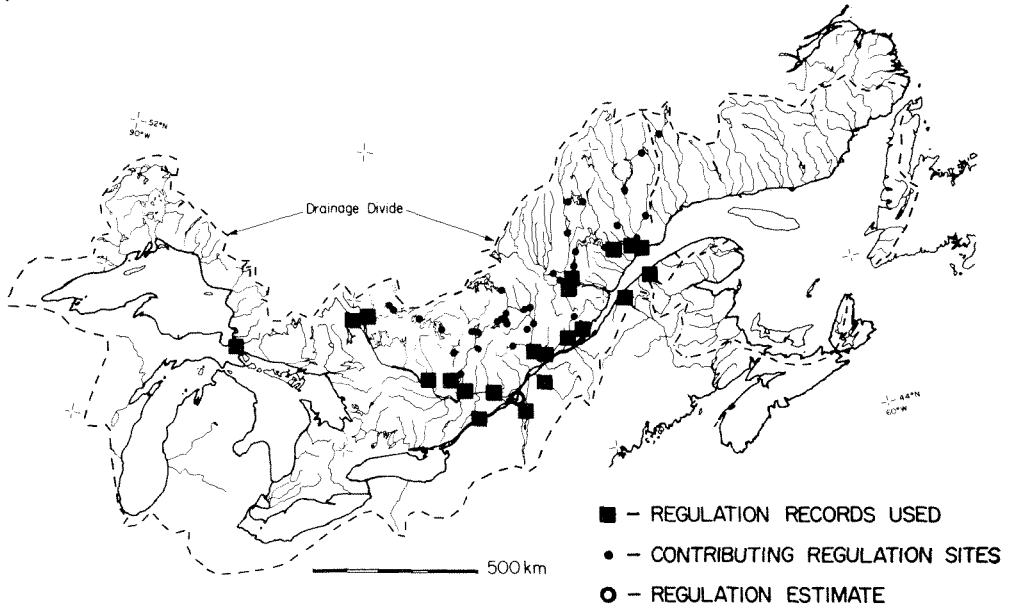 52°N
90°W
Drainage Divide
44°N
60°W
500 km
■ – REGULATION RECORDS USED
● – CONTRIBUTING REGULATION SITES
○ – REGULATION ESTIMATE